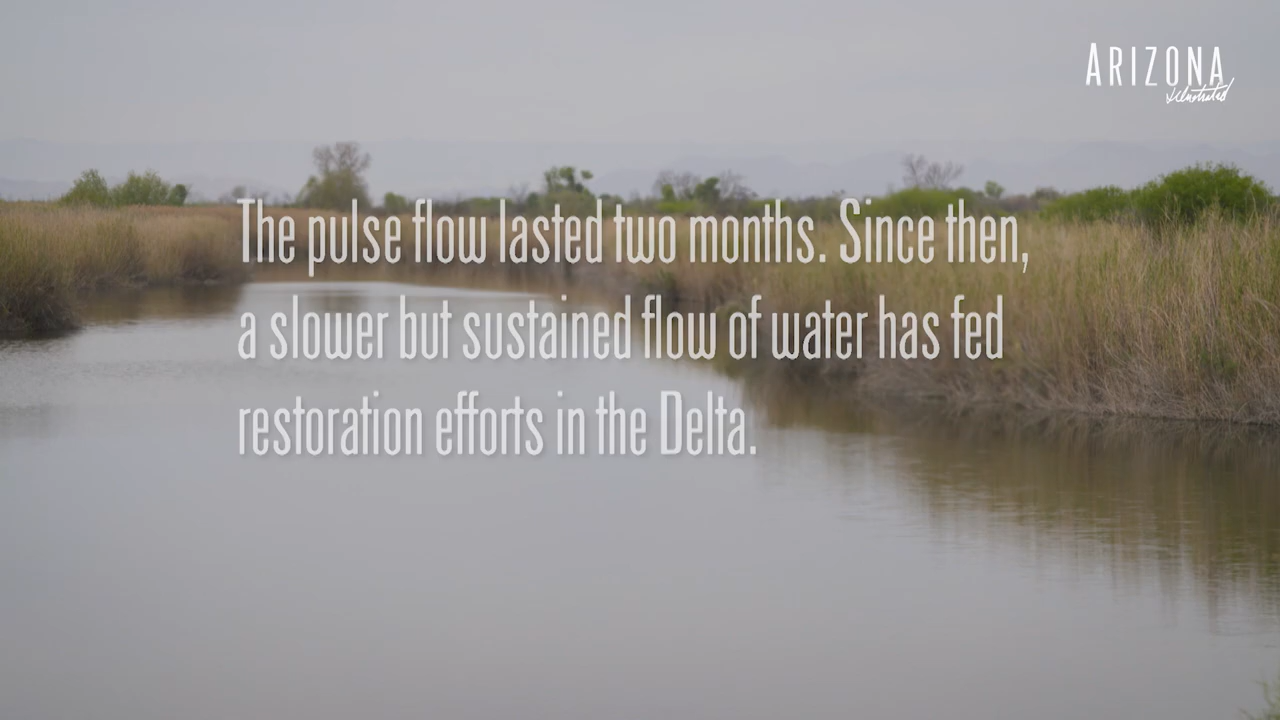 ARIZONA
Illustrated
The pulse flow lasted two months. Since then,
a slower but sustained flow of water has fed
restoration efforts in the Delta.